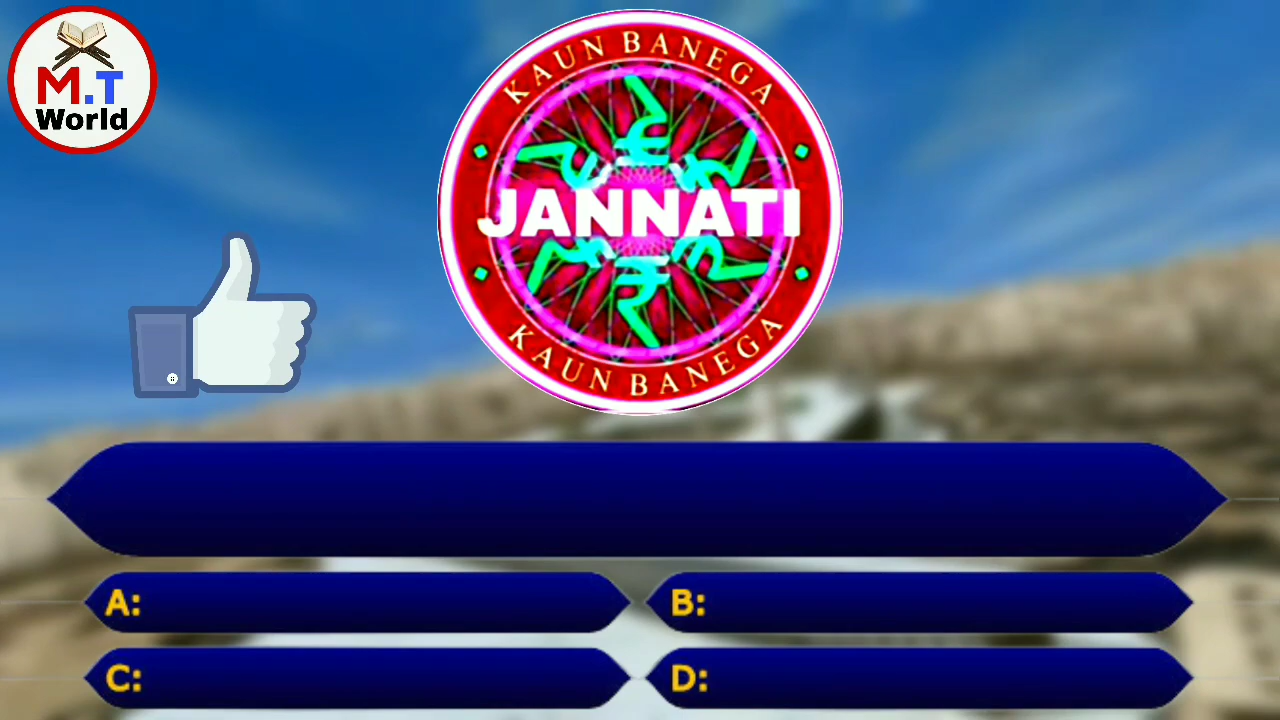 M.T
World
KAUN BANEGA
JANNATI
KAUN BANEGA
A:
B:
C:
D: